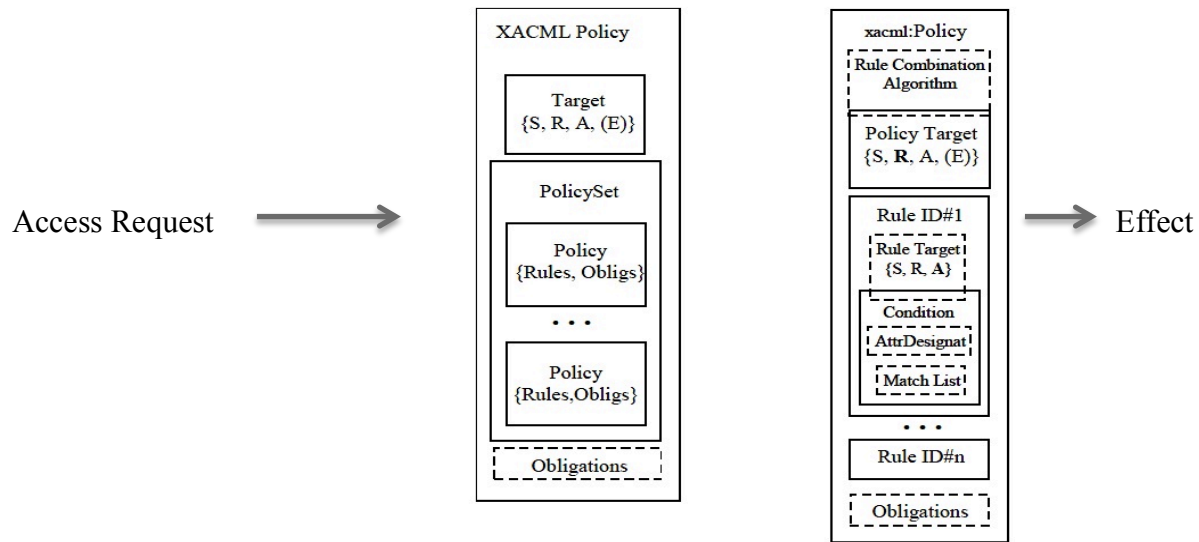 Access Request
XACML Policy
Target
{S, R, A, (E)}
PolicySet
Policy
{Rules, Obligs}
• • •
Policy
{Rules,Obligs}
Obligations
xacml:Policy
Rule Combination
Algorithm
Policy Target
{S, R, A, (E)}
Rule ID#1
Rule Target
{S, R, A}
Condition
AttrDesignat
Match List
• • •
Rule ID#n
Obligations
Effect